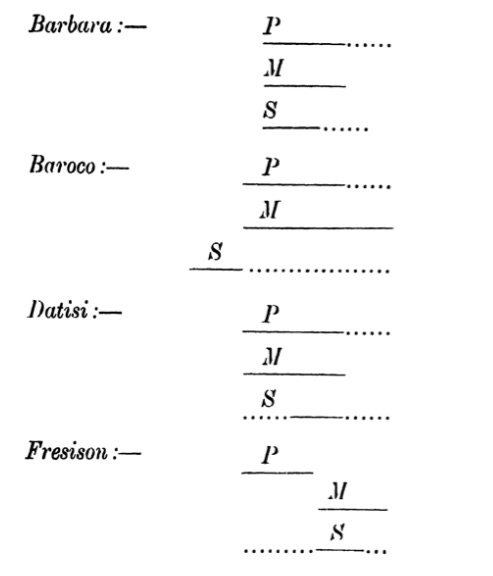 Barbara :— P
M
S
Baroco :— P
M
S
Datisi :— P
M
S
Fresison :— P
M
S